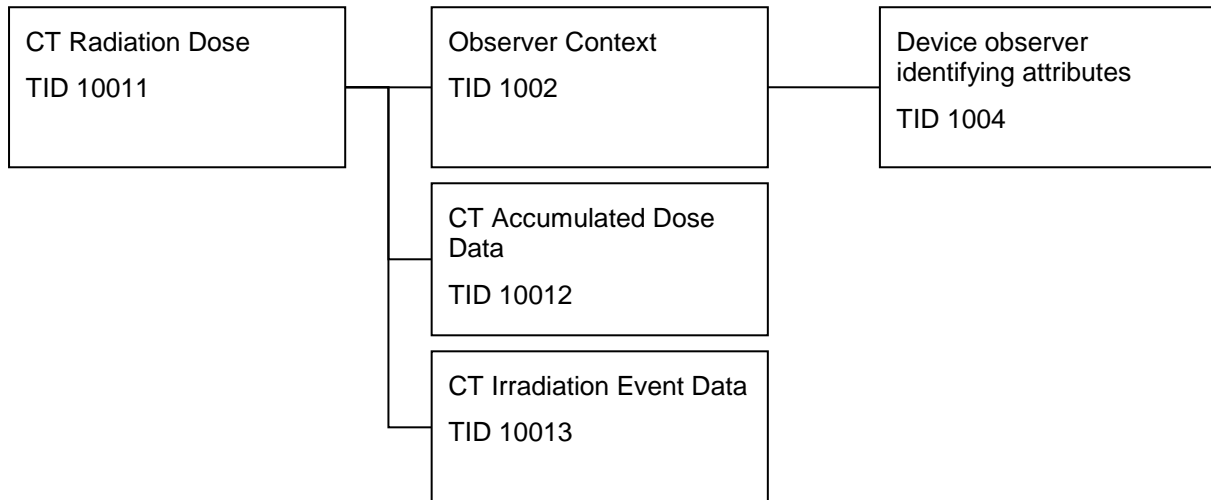 CT Radiation Dose
TID 10011
Observer Context
TID 1002
Device observer
identifying attributes
TID 1004
CT Accumulated Dose
Data
TID 10012
CT Irradiation Event Data
TID 10013